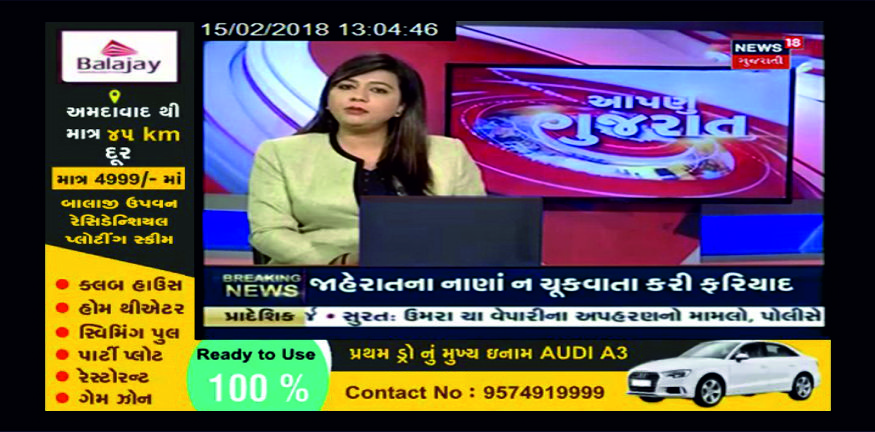 15/02/2018 13:04:46
NEWS 18
ગુજરાતી
Balajay
અમદાવાદ થી
માત્ર ૪૫ km
દૂર
માત્ર 4999/- માં
બાલાજી ઉપવન
રેસિડેન્શિયલ
પ્લોટીંગ સ્કીમ
આપણું
ગુજરાત
BREAKING
NEWS
જાહેરાતના નાણાં ન ચૂકવાતા કરી ફરિયાદ
પ્રાદેશિક
• સુરત: ઉમરા ચા વેપારીના અપહરણનો મામલો, પોલીસે
• ક્લબ હાઉસ
• હોમ થીએટર
• સ્વિમિંગ પુલ
• પાર્ટી પ્લોટ
• રેસ્ટોરન્ટ
• ગેમ ઝોન
Ready to Use
100 %
પ્રથમ ડ્રો નું મુખ્ય ઇનામ AUDI A3
Contact No : 9574919999